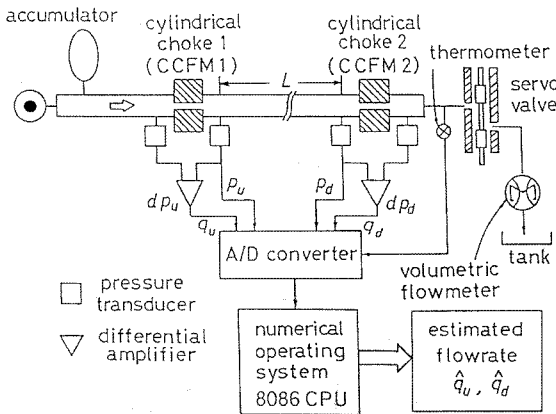 accumulator
cylindrical
choke 1
(CCFM1)
cylindrical
choke 2
(CCFM2)
thermometer
servo
valve
L
dp_u
q_u
p_u
p_d
dp_d
q_d
A/D converter
volumetric
flowmeter
tank
pressure
transducer
differential
amplifier
numerical
operating
system
8086 CPU
estimated
flowrate
q̂_u , q̂_d